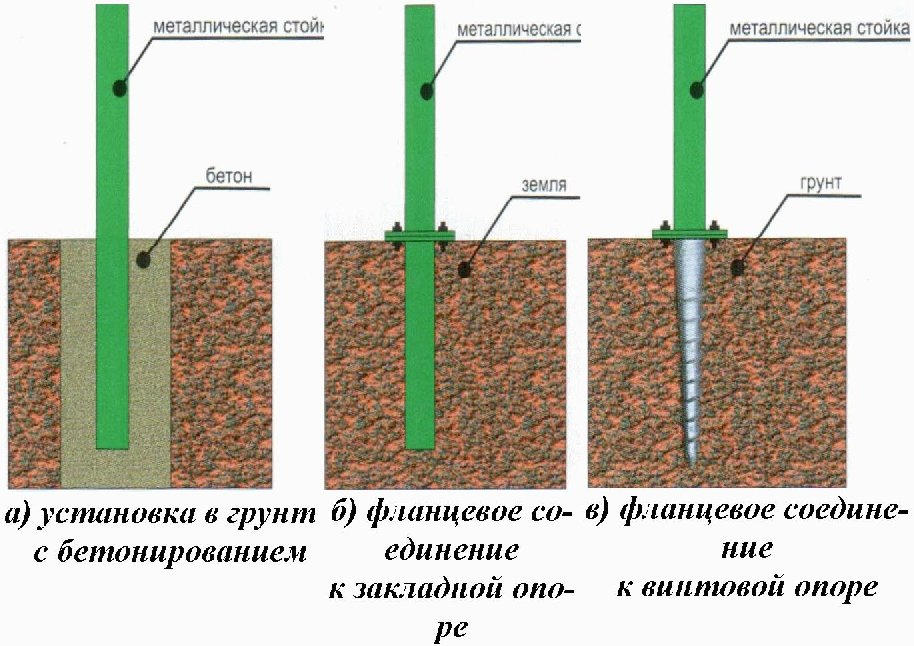 металлическая стойк
бетон
а) установка в грунт
с бетонированием
металлическая с
земля
б) фланцевое со-
единение
к закладной опо-
ре
металлическая стойка
грунт
в) фланцевое соедине-
ние
к винтовой опоре